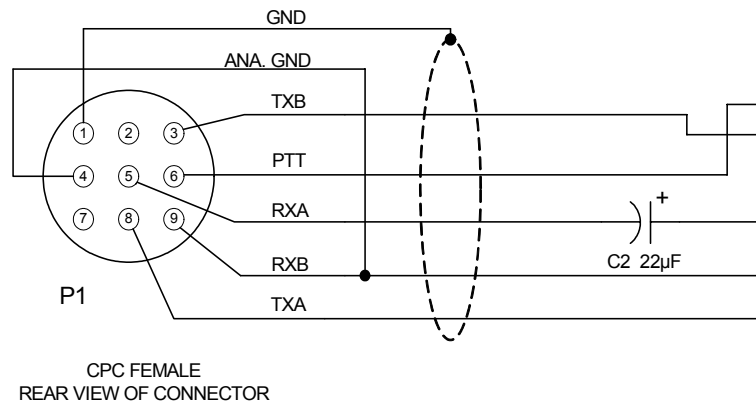 GND
ANA. GND
TXB
1 2 3
PTT
4 5 6
RXA
+
7 8 9
C2 22µF
RXB
P1
TXA
CPC FEMALE
REAR VIEW OF CONNECTOR